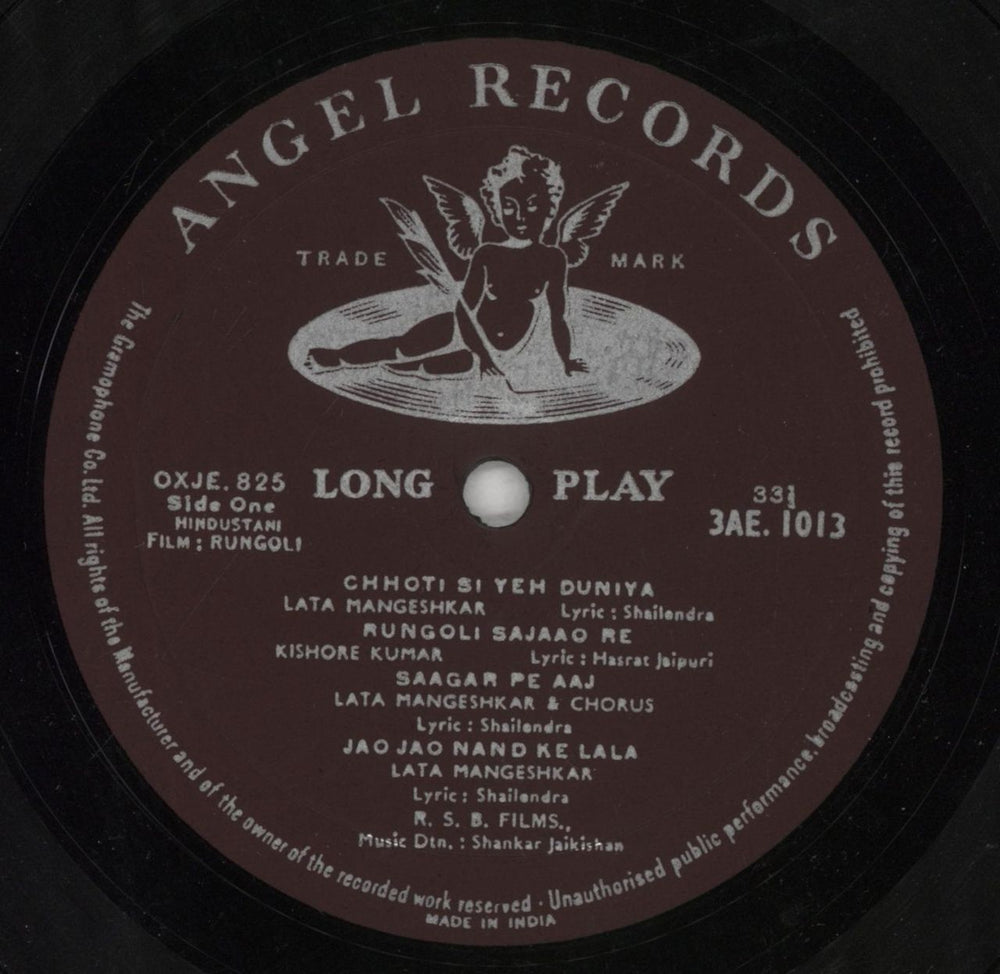 ANGEL RECORDS
TRADE MARK
OXJE. 825
Side One
HINDUSTANI
FILM : RUNGOLI
LONG PLAY
33⅓
3AE. 1013
CHHOTI SI YEH DUNIYA
LATA MANGESHKAR Lyric : Shailendra
RUNGOLI SAJAAO RE
KISHORE KUMAR Lyric : Hasrat Jaipuri
SAAGAR PE AAJ
LATA MANGESHKAR & CHORUS
Lyric : Shailendra
JAO JAO NAND KE LALA
LATA MANGESHKAR
Lyric : Shailendra
R. S. B. FILMS.,
Music Dtn. : Shankar Jaikishan
The Gramophone Co. Ltd. All rights of the Manufacturer and of the owner of the recorded work reserved · Unauthorised public performance, broadcasting and copying of this record prohibited
MADE IN INDIA